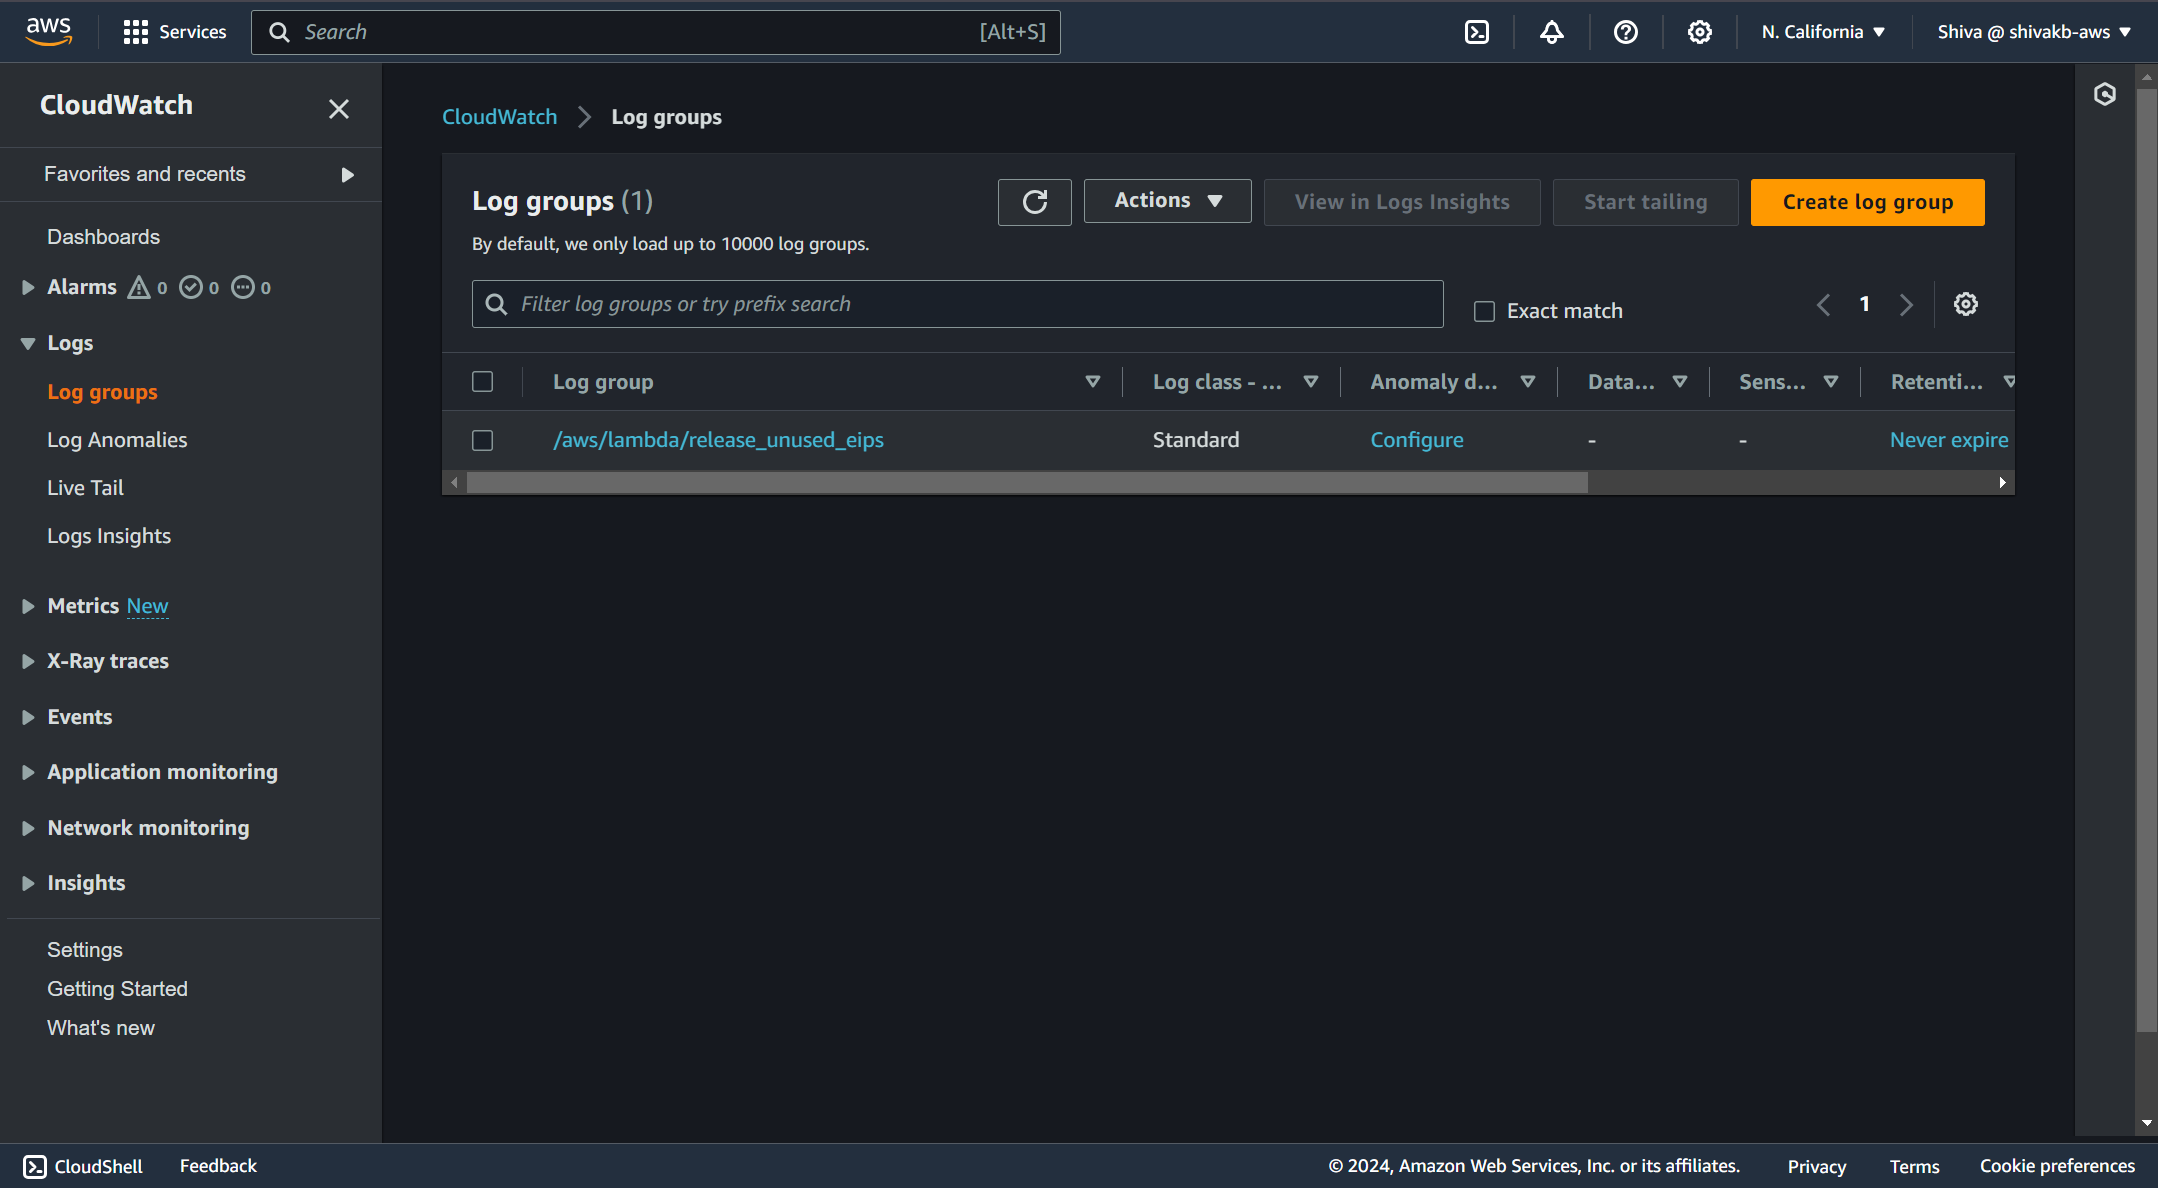 aws
Services
Search
[Alt+S]
N. California
Shiva @ shivakb-aws
CloudWatch
Favorites and recents
Dashboards
Alarms 0 0 0
Logs
Log groups
Log Anomalies
Live Tail
Logs Insights
Metrics New
X-Ray traces
Events
Application monitoring
Network monitoring
Insights
Settings
Getting Started
What's new
CloudWatch
Log groups
Log groups (1)
Actions
View in Logs Insights
Start tailing
Create log group
By default, we only load up to 10000 log groups.
Filter log groups or try prefix search
Exact match
1
Log group
Log class - ...
Anomaly d...
Data...
Sens...
Retenti...
/aws/lambda/release_unused_eips
Standard
Configure
-
-
Never expire
CloudShell
Feedback
© 2024, Amazon Web Services, Inc. or its affiliates.
Privacy
Terms
Cookie preferences